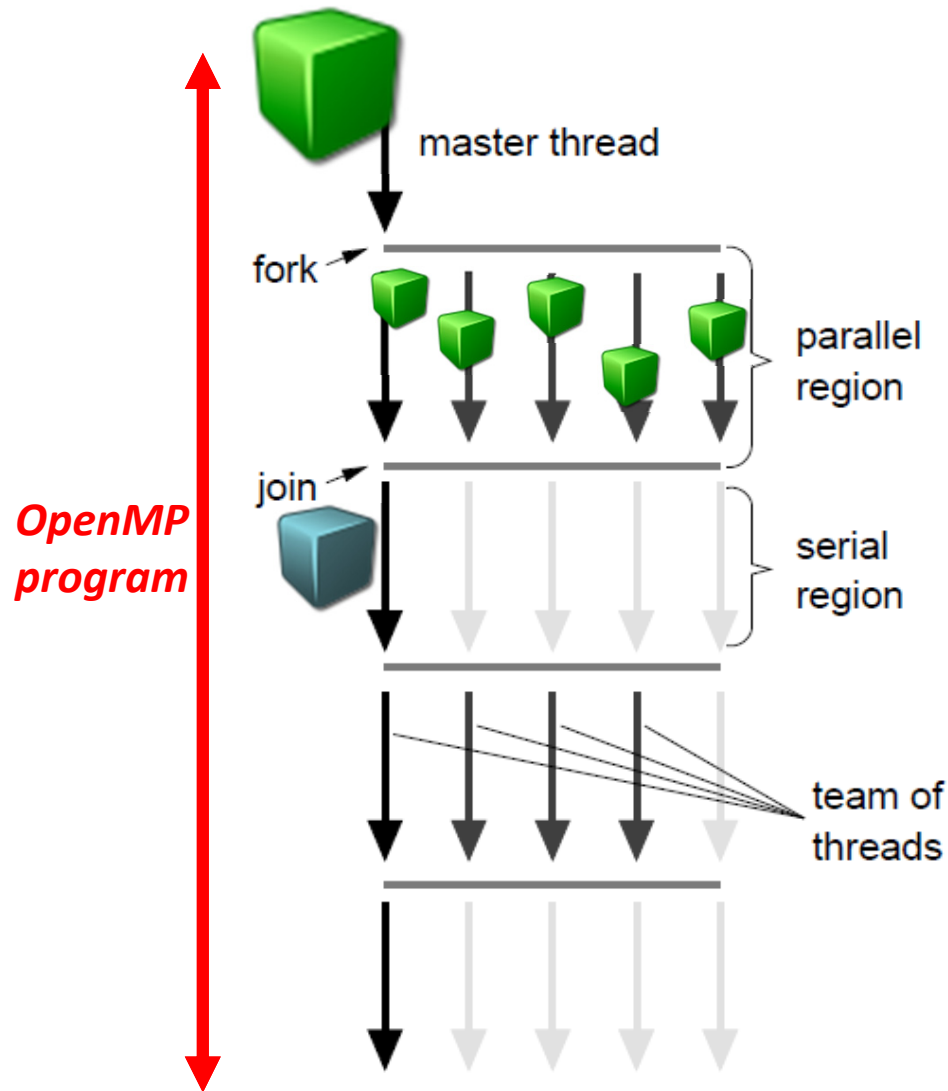 master thread
fork
parallel
region
join
OpenMP
program
serial
region
team of
threads